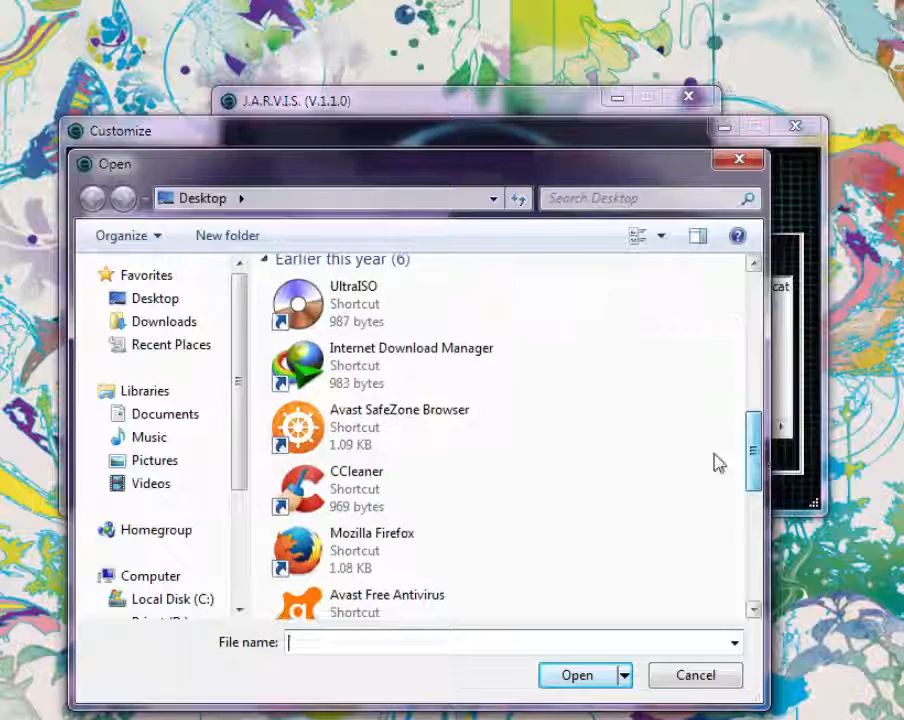 J.A.R.V.I.S. (V.1.1.0)
Customize
Open
Desktop
Search Desktop
Organize
New folder
Favorites
Desktop
Downloads
Recent Places
Libraries
Documents
Music
Pictures
Videos
Homegroup
Computer
Local Disk (C:)
Earlier this year (6)
UltraISO
Shortcut
987 bytes
Internet Download Manager
Shortcut
983 bytes
Avast SafeZone Browser
Shortcut
1.09 KB
CCleaner
Shortcut
969 bytes
Mozilla Firefox
Shortcut
1.08 KB
Avast Free Antivirus
Shortcut
cat
File name:
Open
Cancel